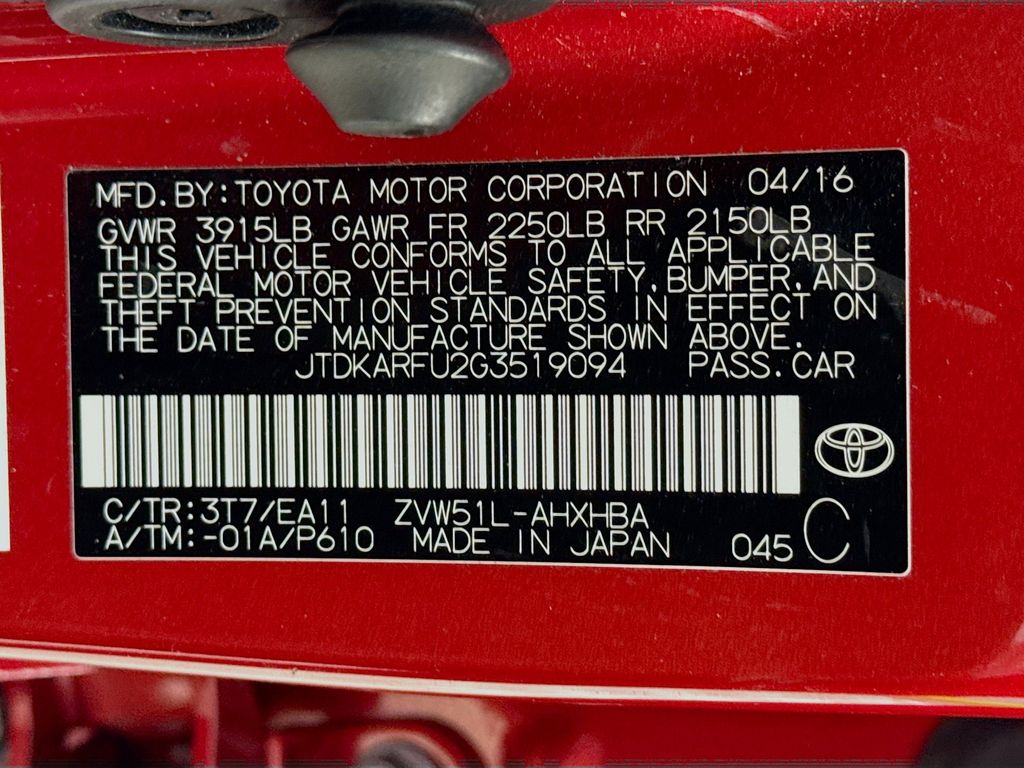 MFD.BY:TOYOTA MOTOR CORPORATION 04/16
GVWR 3915LB GAWR FR 2250LB RR 2150LB
THIS VEHICLE CONFORMS TO ALL APPLICABLE
FEDERAL MOTOR VEHICLE SAFETY,BUMPER,AND
THEFT PREVENTION STANDARDS IN EFFECT ON
THE DATE OF MANUFACTURE SHOWN ABOVE.
JTDKARFU2G3519094 PASS.CAR
C/TR:3T7/EA11 ZVW51L-AHXHBA
A/TM:-01A/P610 MADE IN JAPAN 045 C